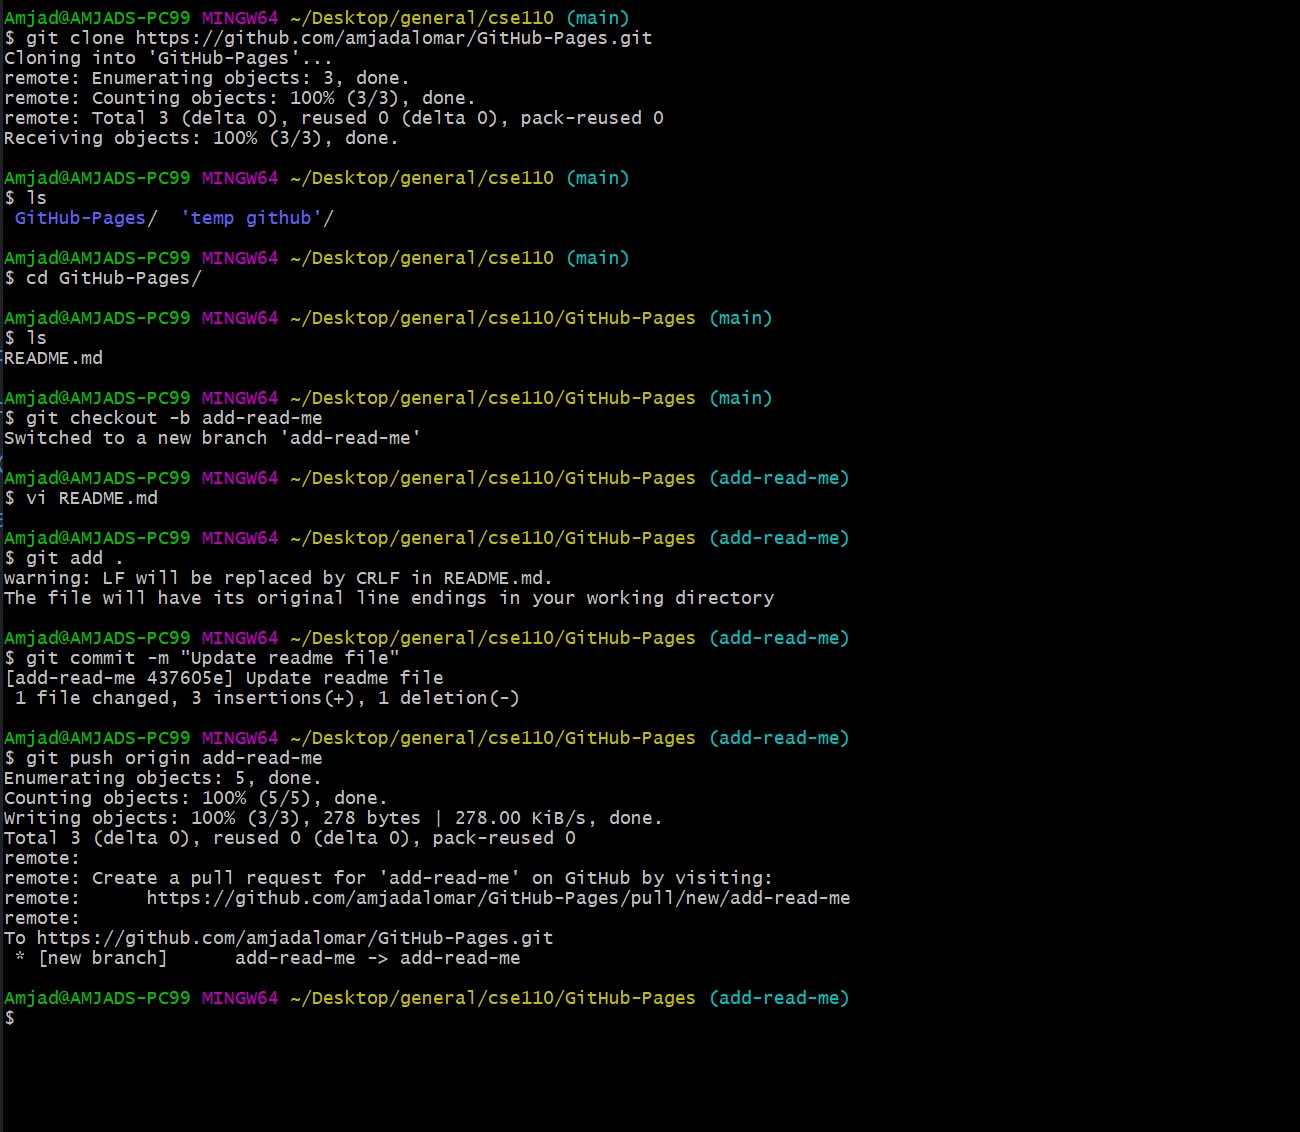 Amjad@AMJADS-PC99 MINGW64 ~/Desktop/general/cse110 (main)
$ git clone https://github.com/amjadalomar/GitHub-Pages.git
Cloning into 'GitHub-Pages'...
remote: Enumerating objects: 3, done.
remote: Counting objects: 100% (3/3), done.
remote: Total 3 (delta 0), reused 0 (delta 0), pack-reused 0
Receiving objects: 100% (3/3), done.
Amjad@AMJADS-PC99 MINGW64 ~/Desktop/general/cse110 (main)
$ ls
GitHub-Pages/  'temp github'/
Amjad@AMJADS-PC99 MINGW64 ~/Desktop/general/cse110 (main)
$ cd GitHub-Pages/
Amjad@AMJADS-PC99 MINGW64 ~/Desktop/general/cse110/GitHub-Pages (main)
$ ls
README.md
Amjad@AMJADS-PC99 MINGW64 ~/Desktop/general/cse110/GitHub-Pages (main)
$ git checkout -b add-read-me
Switched to a new branch 'add-read-me'
Amjad@AMJADS-PC99 MINGW64 ~/Desktop/general/cse110/GitHub-Pages (add-read-me)
$ vi README.md
Amjad@AMJADS-PC99 MINGW64 ~/Desktop/general/cse110/GitHub-Pages (add-read-me)
$ git add .
warning: LF will be replaced by CRLF in README.md.
The file will have its original line endings in your working directory
Amjad@AMJADS-PC99 MINGW64 ~/Desktop/general/cse110/GitHub-Pages (add-read-me)
$ git commit -m "Update readme file"
[add-read-me 437605e] Update readme file
 1 file changed, 3 insertions(+), 1 deletion(-)
Amjad@AMJADS-PC99 MINGW64 ~/Desktop/general/cse110/GitHub-Pages (add-read-me)
$ git push origin add-read-me
Enumerating objects: 5, done.
Counting objects: 100% (5/5), done.
Writing objects: 100% (3/3), 278 bytes | 278.00 KiB/s, done.
Total 3 (delta 0), reused 0 (delta 0), pack-reused 0
remote:
remote: Create a pull request for 'add-read-me' on GitHub by visiting:
remote:      https://github.com/amjadalomar/GitHub-Pages/pull/new/add-read-me
remote:
To https://github.com/amjadalomar/GitHub-Pages.git
 * [new branch]      add-read-me -> add-read-me
Amjad@AMJADS-PC99 MINGW64 ~/Desktop/general/cse110/GitHub-Pages (add-read-me)
$